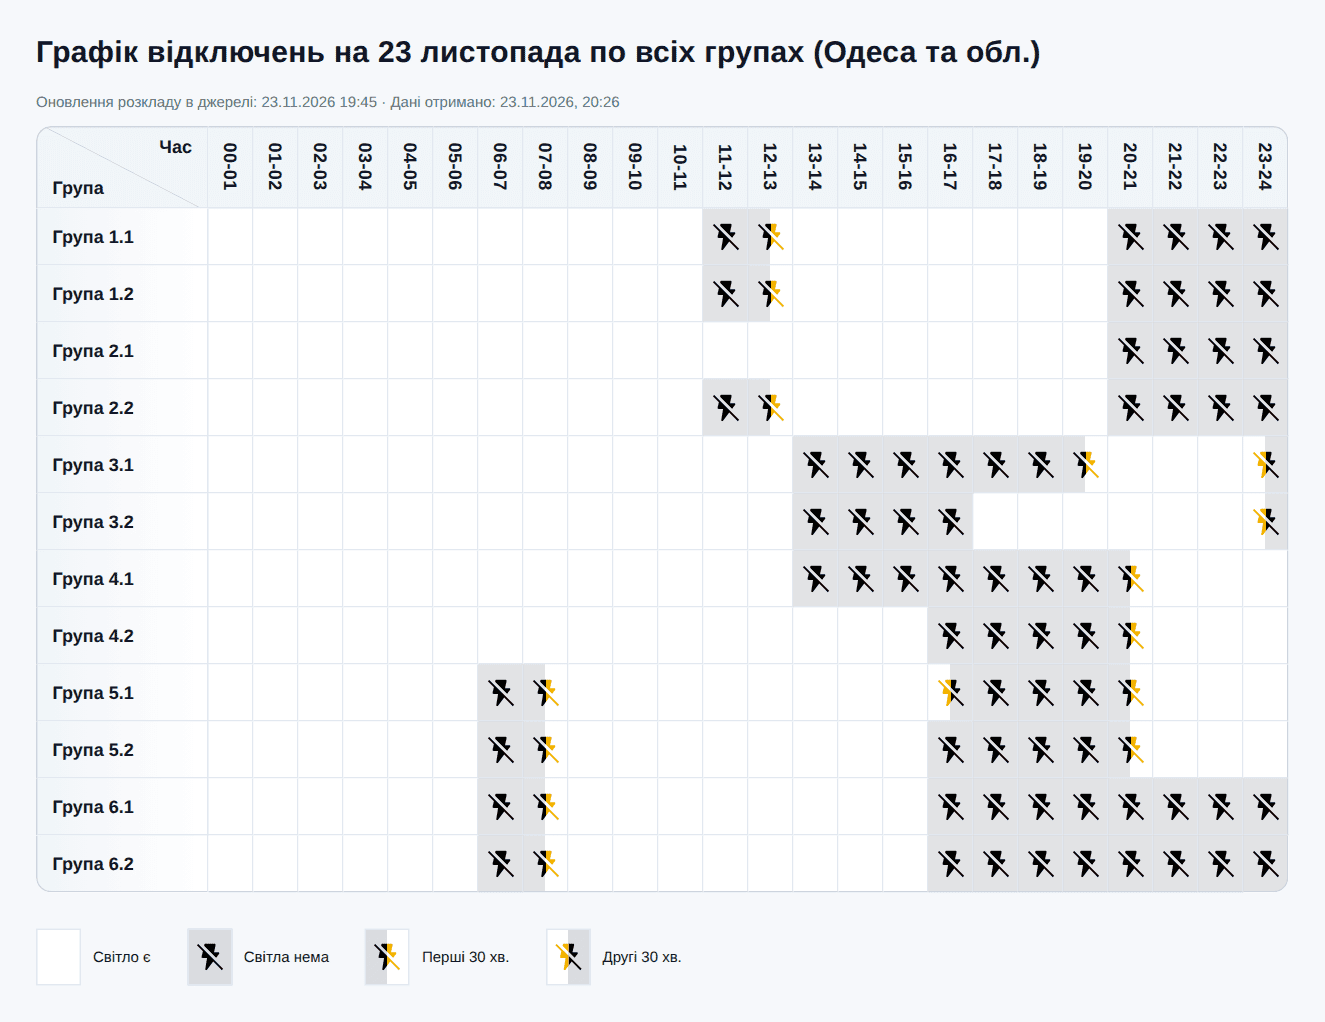 Графік відключень на 23 листопада по всіх групах (Одеса та обл.)
Оновлення розкладу в джерелі: 23.11.2026 19:45 · Дані отримано: 23.11.2026, 20:26
Час
Група
00-01
01-02
02-03
03-04
04-05
05-06
06-07
07-08
08-09
09-10
10-11
11-12
12-13
13-14
14-15
15-16
16-17
17-18
18-19
19-20
20-21
21-22
22-23
23-24
Група 1.1
Група 1.2
Група 2.1
Група 2.2
Група 3.1
Група 3.2
Група 4.1
Група 4.2
Група 5.1
Група 5.2
Група 6.1
Група 6.2
Світло є
Світла нема
Перші 30 хв.
Другі 30 хв.